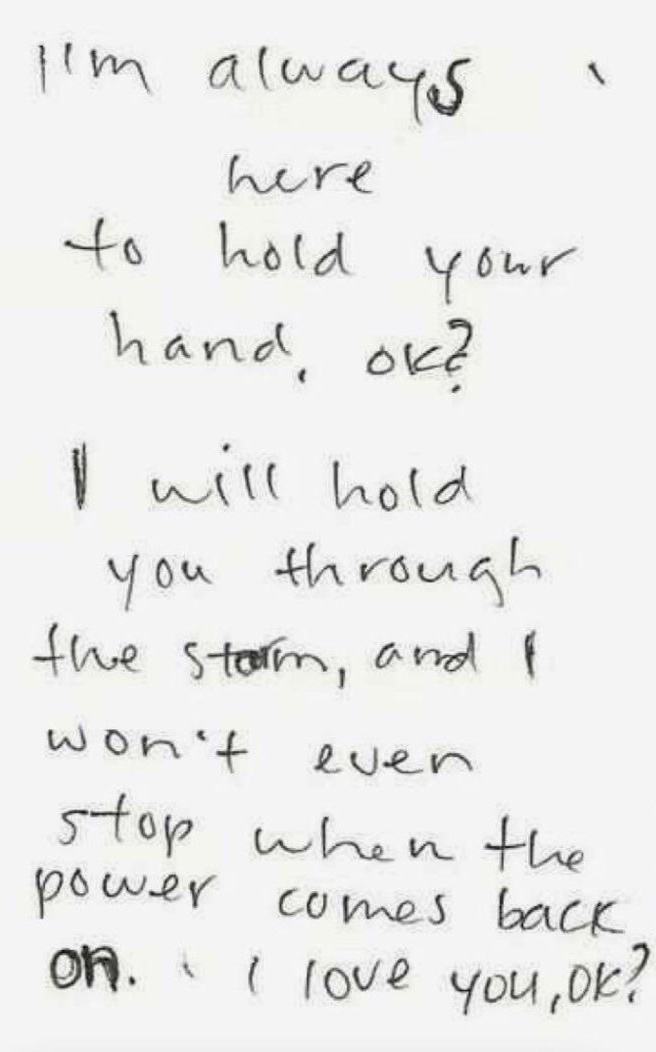 I'm always
here
to hold your
hand, ok?
I will hold
you through
the storm, and I
won't even
stop when the
power comes back
on. I love you, ok?